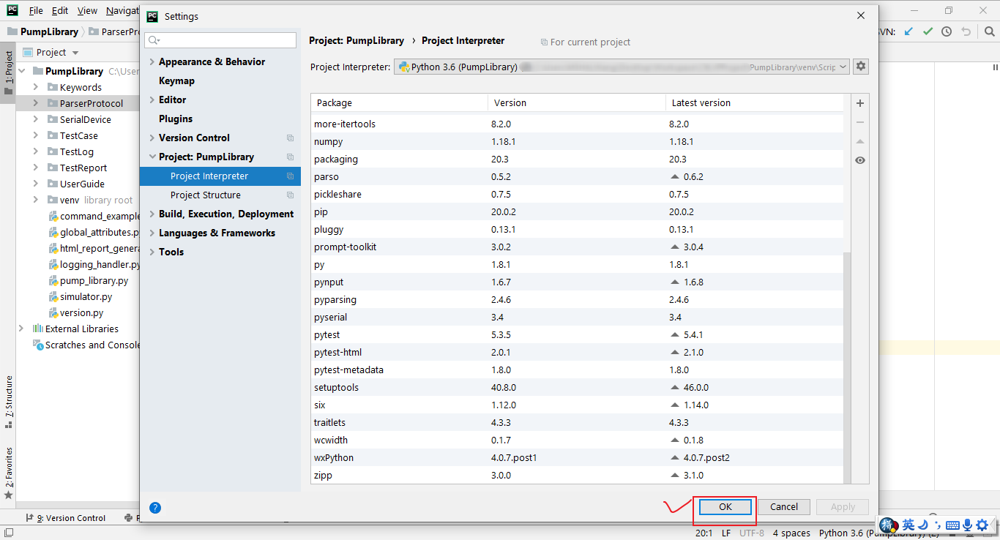 File Edit View Navigat
Settings
PumpLibrary ParserPro
VN:
1: Project
Project
PumpLibrary C:\User
Keywords
ParserProtocol
SerialDevice
TestCase
TestLog
TestReport
UserGuide
venv library root
command_example
global_attributes.p
html_report_genera
logging_handler.py
pump_library.py
simulator.py
version.py
External Libraries
Scratches and Console
7: Structure
2: Favorites
Appearance & Behavior
Keymap
Editor
Plugins
Version Control
Project: PumpLibrary
Project Interpreter
Project Structure
Build, Execution, Deployment
Languages & Frameworks
Tools
Project: PumpLibrary › Project Interpreter For current project
Project Interpreter: Python 3.6 (PumpLibrary) PumpLibrary\venv\Scrip
Package Version Latest version
more-itertools 8.2.0 8.2.0
numpy 1.18.1 1.18.1
packaging 20.3 20.3
parso 0.5.2 0.6.2
pickleshare 0.7.5 0.7.5
pip 20.0.2 20.0.2
pluggy 0.13.1 0.13.1
prompt-toolkit 3.0.2 3.0.4
py 1.8.1 1.8.1
pynput 1.6.7 1.6.8
pyparsing 2.4.6 2.4.6
pyserial 3.4 3.4
pytest 5.3.5 5.4.1
pytest-html 2.0.1 2.1.0
pytest-metadata 1.8.0 1.8.0
setuptools 40.8.0 46.0.0
six 1.12.0 1.14.0
traitlets 4.3.3 4.3.3
wcwidth 0.1.7 0.1.8
wxPython 4.0.7.post1 4.0.7.post2
zipp 3.0.0 3.1.0
OK Cancel Apply
9: Version Control
英
20:1 LF UTF-8 4 spaces Python 3.6 (PumpLibrary) (2)